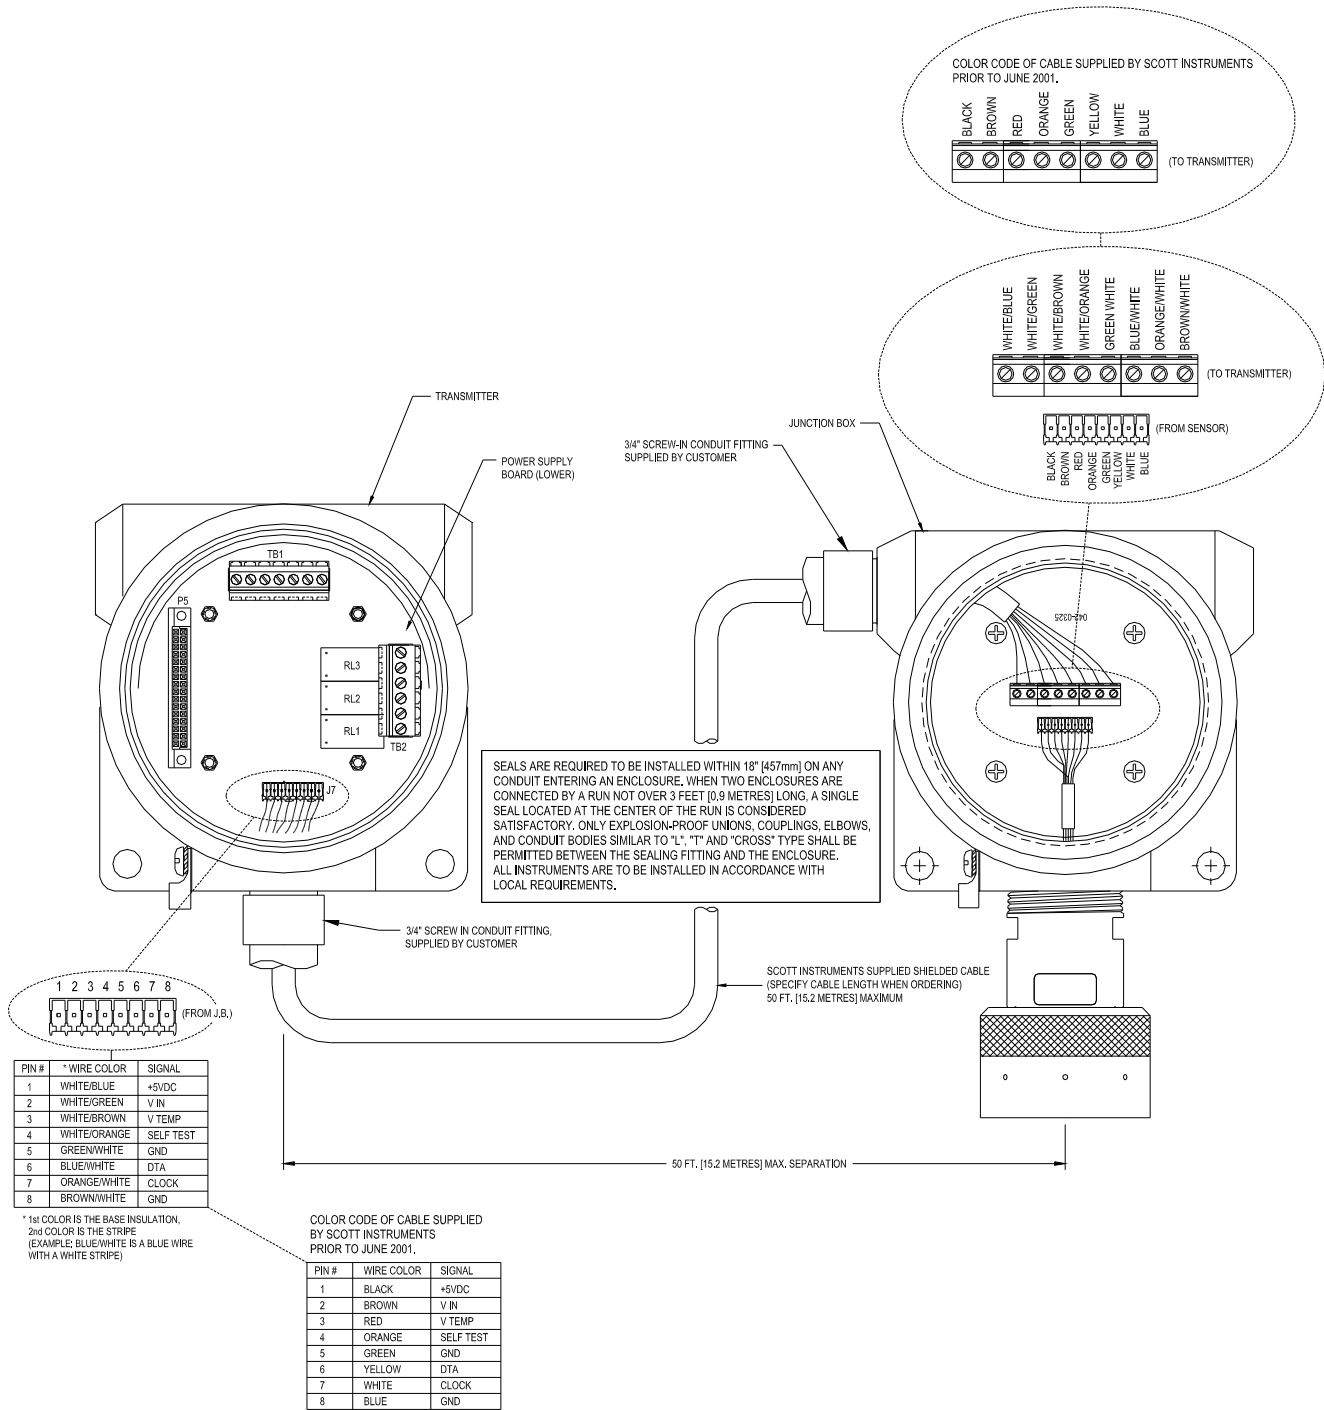 COLOR CODE OF CABLE SUPPLIED BY SCOTT INSTRUMENTS
PRIOR TO JUNE 2001.
BLACK
BROWN
RED
ORANGE
GREEN
YELLOW
WHITE
BLUE
(TO TRANSMITTER)
WHITE/BLUE
WHITE/GREEN
WHITE/BROWN
WHITE/ORANGE
GREEN WHITE
BLUE/WHITE
ORANGE/WHITE
BROWN/WHITE
(TO TRANSMITTER)
(FROM SENSOR)
BLACK
BROWN
RED
ORANGE
GREEN
YELLOW
WHITE
BLUE
TRANSMITTER
POWER SUPPLY
BOARD (LOWER)
JUNCTION BOX
3/4" SCREW-IN CONDUIT FITTING
SUPPLIED BY CUSTOMER
TB1
P5
RL3
RL2
RL1
TB2
J7
042-0325
SEALS ARE REQUIRED TO BE INSTALLED WITHIN 18" [457mm] ON ANY
CONDUIT ENTERING AN ENCLOSURE. WHEN TWO ENCLOSURES ARE
CONNECTED BY A RUN NOT OVER 3 FEET [0,9 METRES] LONG, A SINGLE
SEAL LOCATED AT THE CENTER OF THE RUN IS CONSIDERED
SATISFACTORY. ONLY EXPLOSION-PROOF UNIONS, COUPLINGS, ELBOWS,
AND CONDUIT BODIES SIMILAR TO "L", "T" AND "CROSS" TYPE SHALL BE
PERMITTED BETWEEN THE SEALING FITTING AND THE ENCLOSURE.
ALL INSTRUMENTS ARE TO BE INSTALLED IN ACCORDANCE WITH
LOCAL REQUIREMENTS.
3/4" SCREW IN CONDUIT FITTING,
SUPPLIED BY CUSTOMER
SCOTT INSTRUMENTS SUPPLIED SHIELDED CABLE
(SPECIFY CABLE LENGTH WHEN ORDERING)
50 FT. [15.2 METRES] MAXIMUM
1 2 3 4 5 6 7 8
(FROM J.B.)
PIN # * WIRE COLOR SIGNAL
1 WHITE/BLUE +5VDC
2 WHITE/GREEN V IN
3 WHITE/BROWN V TEMP
4 WHITE/ORANGE SELF TEST
5 GREEN/WHITE GND
6 BLUE/WHITE DTA
7 ORANGE/WHITE CLOCK
8 BROWN/WHITE GND
* 1st COLOR IS THE BASE INSULATION,
2nd COLOR IS THE STRIPE
(EXAMPLE; BLUE/WHITE IS A BLUE WIRE
WITH A WHITE STRIPE)
50 FT. [15.2 METRES] MAX. SEPARATION
COLOR CODE OF CABLE SUPPLIED
BY SCOTT INSTRUMENTS
PRIOR TO JUNE 2001.
PIN # WIRE COLOR SIGNAL
1 BLACK +5VDC
2 BROWN V IN
3 RED V TEMP
4 ORANGE SELF TEST
5 GREEN GND
6 YELLOW DTA
7 WHITE CLOCK
8 BLUE GND